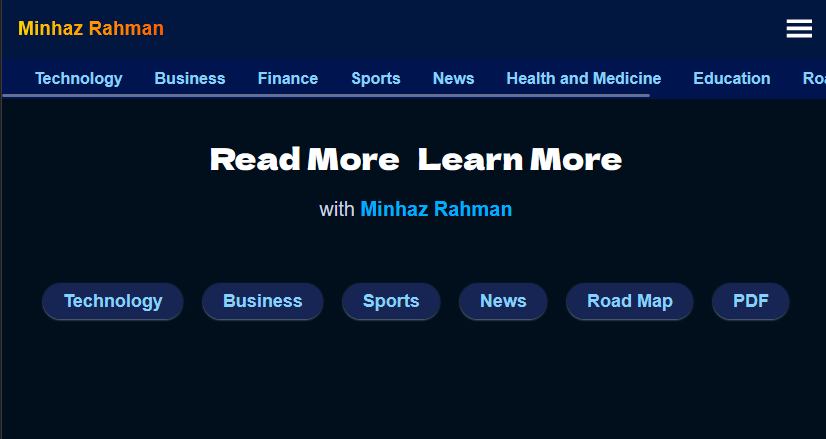 Minhaz Rahman
Technology Business Finance Sports News Health and Medicine Education Roa
Read More Learn More
with Minhaz Rahman
Technology Business Sports News Road Map PDF